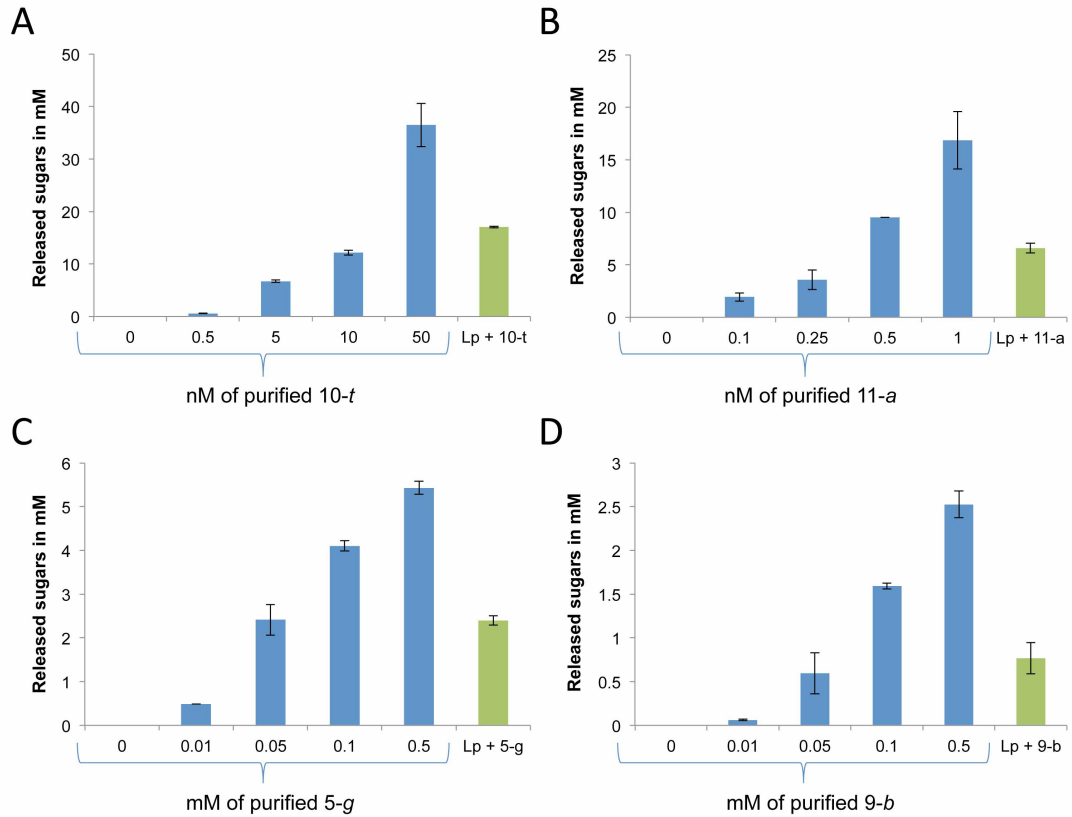 A
Released sugars in mM
50
40
30
20
10
0
0 0.5 5 10 50 Lp + 10-t
nM of purified 10-t
B
Released sugars in mM
25
20
15
10
5
0
0 0.1 0.25 0.5 1 Lp + 11-a
nM of purified 11-a
C
Released sugars in mM
6
5
4
3
2
1
0
0 0.01 0.05 0.1 0.5 Lp + 5-g
mM of purified 5-g
D
Released sugars in mM
3
2.5
2
1.5
1
0.5
0
0 0.01 0.05 0.1 0.5 Lp + 9-b
mM of purified 9-b